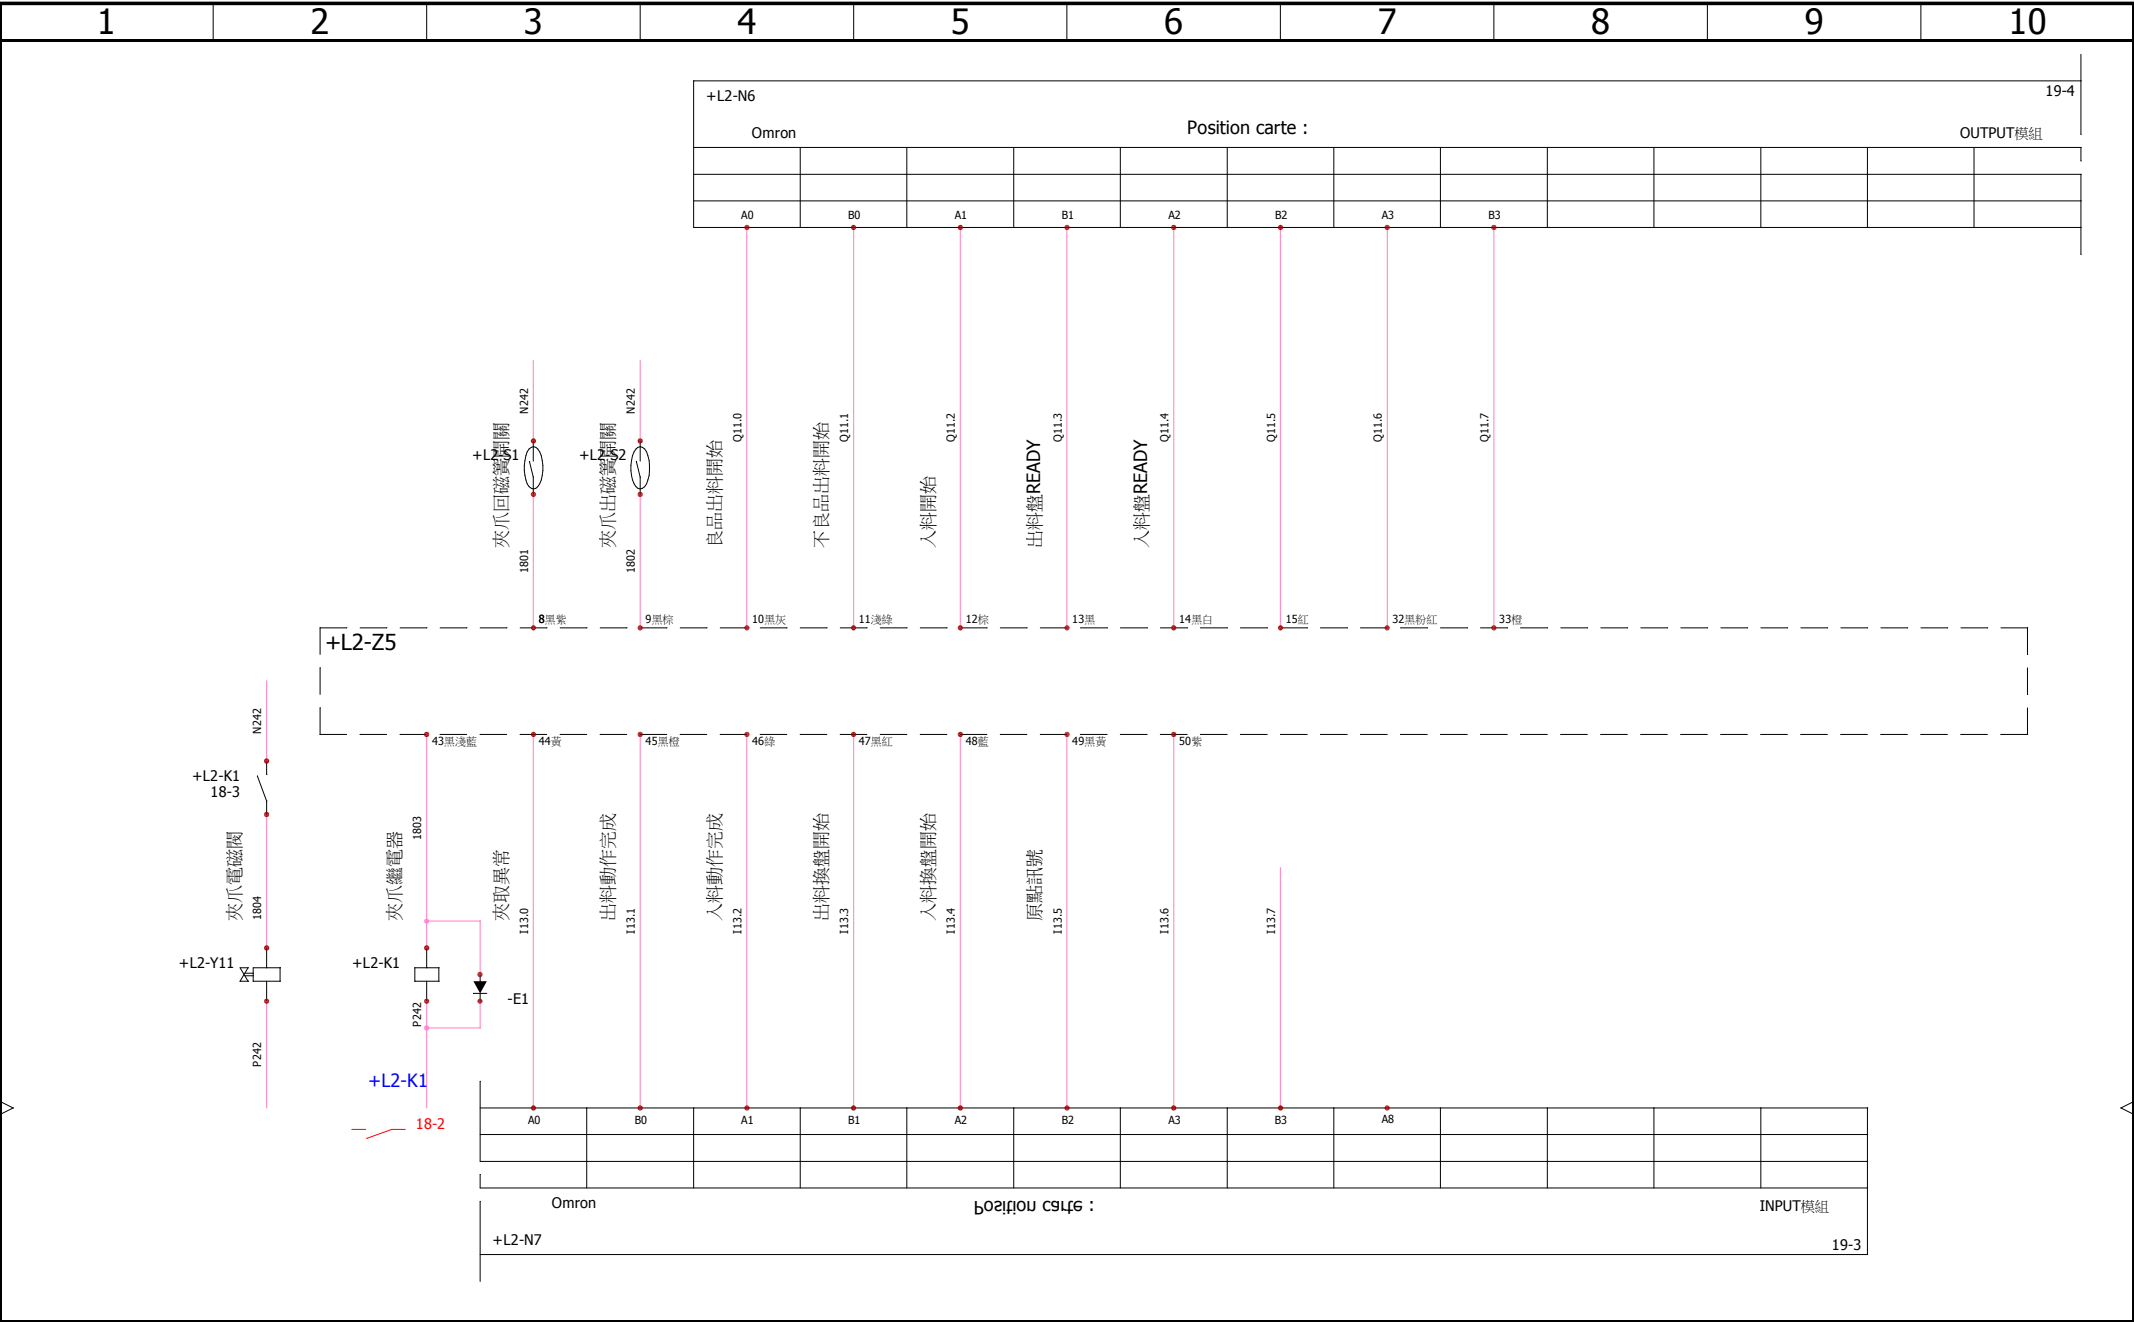 1 2 3 4 5 6 7 8 9 10
+L2-N6
19-4
Omron
Position carte :
OUTPUT模組
A0 B0 A1 B1 A2 B2 A3 B3
N242
N242
Q11.0
Q11.1
Q11.2
Q11.3
Q11.4
Q11.5
Q11.6
Q11.7
+L2-S1
夾爪回磁簧開關
+L2-S2
夾爪出磁簧開關
良品出料開始
不良品出料開始
入料開始
出料盤READY
入料盤READY
1801
1802
8黑紫
9黑棕
10黑灰
11淺綠
12棕
13黑
14黑白
15紅
32黑粉紅
33橙
+L2-Z5
N242
43黑淺藍
44黃
45黑橙
46綠
47黑紅
48藍
49黑黃
50紫
+L2-K1
18-3
夾爪電磁閥
1804
夾爪繼電器
1803
夾取異常
I13.0
出料動作完成
I13.1
入料動作完成
I13.2
出料換盤開始
I13.3
入料換盤開始
I13.4
原點訊號
I13.5
I13.6
I13.7
+L2-Y11
+L2-K1
-E1
P242
P242
+L2-K1
18-2
A0 B0 A1 B1 A2 B2 A3 B3 A8
Omron
Position carte :
INPUT模組
+L2-N7
19-3